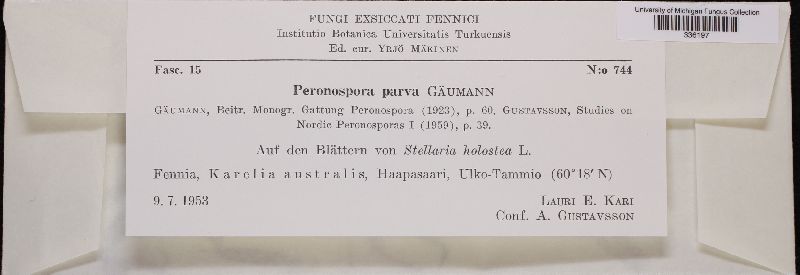 University of Michigan Fungus Collection
336197
FUNGI EXSICCATI FENNICI
Institutio Botanica Universitatis Turkuensis
Ed. cur. YRJÖ MÄKINEN
Fasc. 15 N:o 744
Peronospora parva GÄUMANN
GÄUMANN, Beitr. Monogr. Gattung Peronospora (1923), p. 60. GUSTAVSSON, Studies on
Nordic Peronosporas I (1959), p. 39.
Auf den Blättern von Stellaria holostea L.
Fennia, Karelia australis, Haapasaari, Ulko-Tammio (60°18′ N)
9. 7. 1953 LAURI E. KARI
Conf. A. GUSTAVSSON